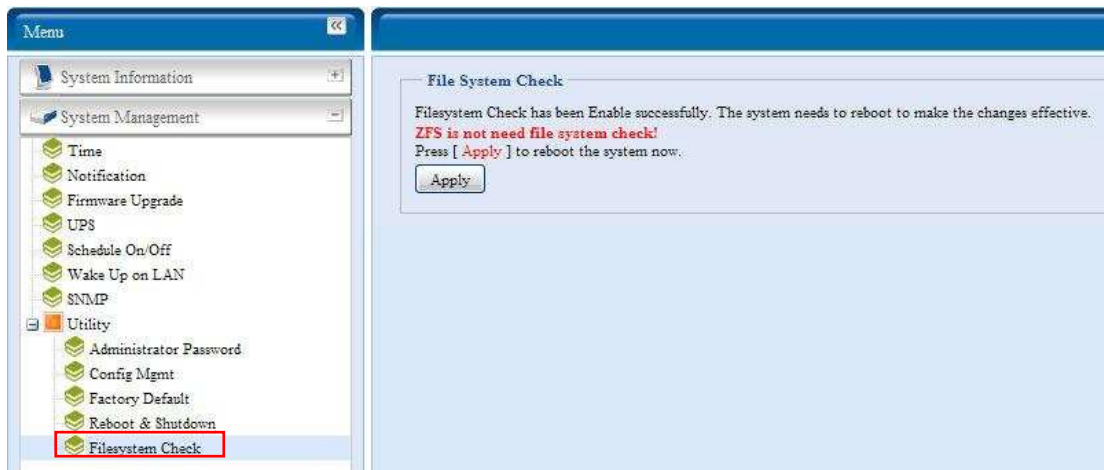 Menu
System Information
System Management
Time
Notification
Firmware Upgrade
UPS
Schedule On/Off
Wake Up on LAN
SNMP
Utility
Administrator Password
Config Mgmt
Factory Default
Reboot & Shutdown
Filesystem Check
File System Check
Filesystem Check has been Enable successfully. The system needs to reboot to make the changes effective.
ZFS is not need file system check!
Press [ Apply ] to reboot the system now.
Apply